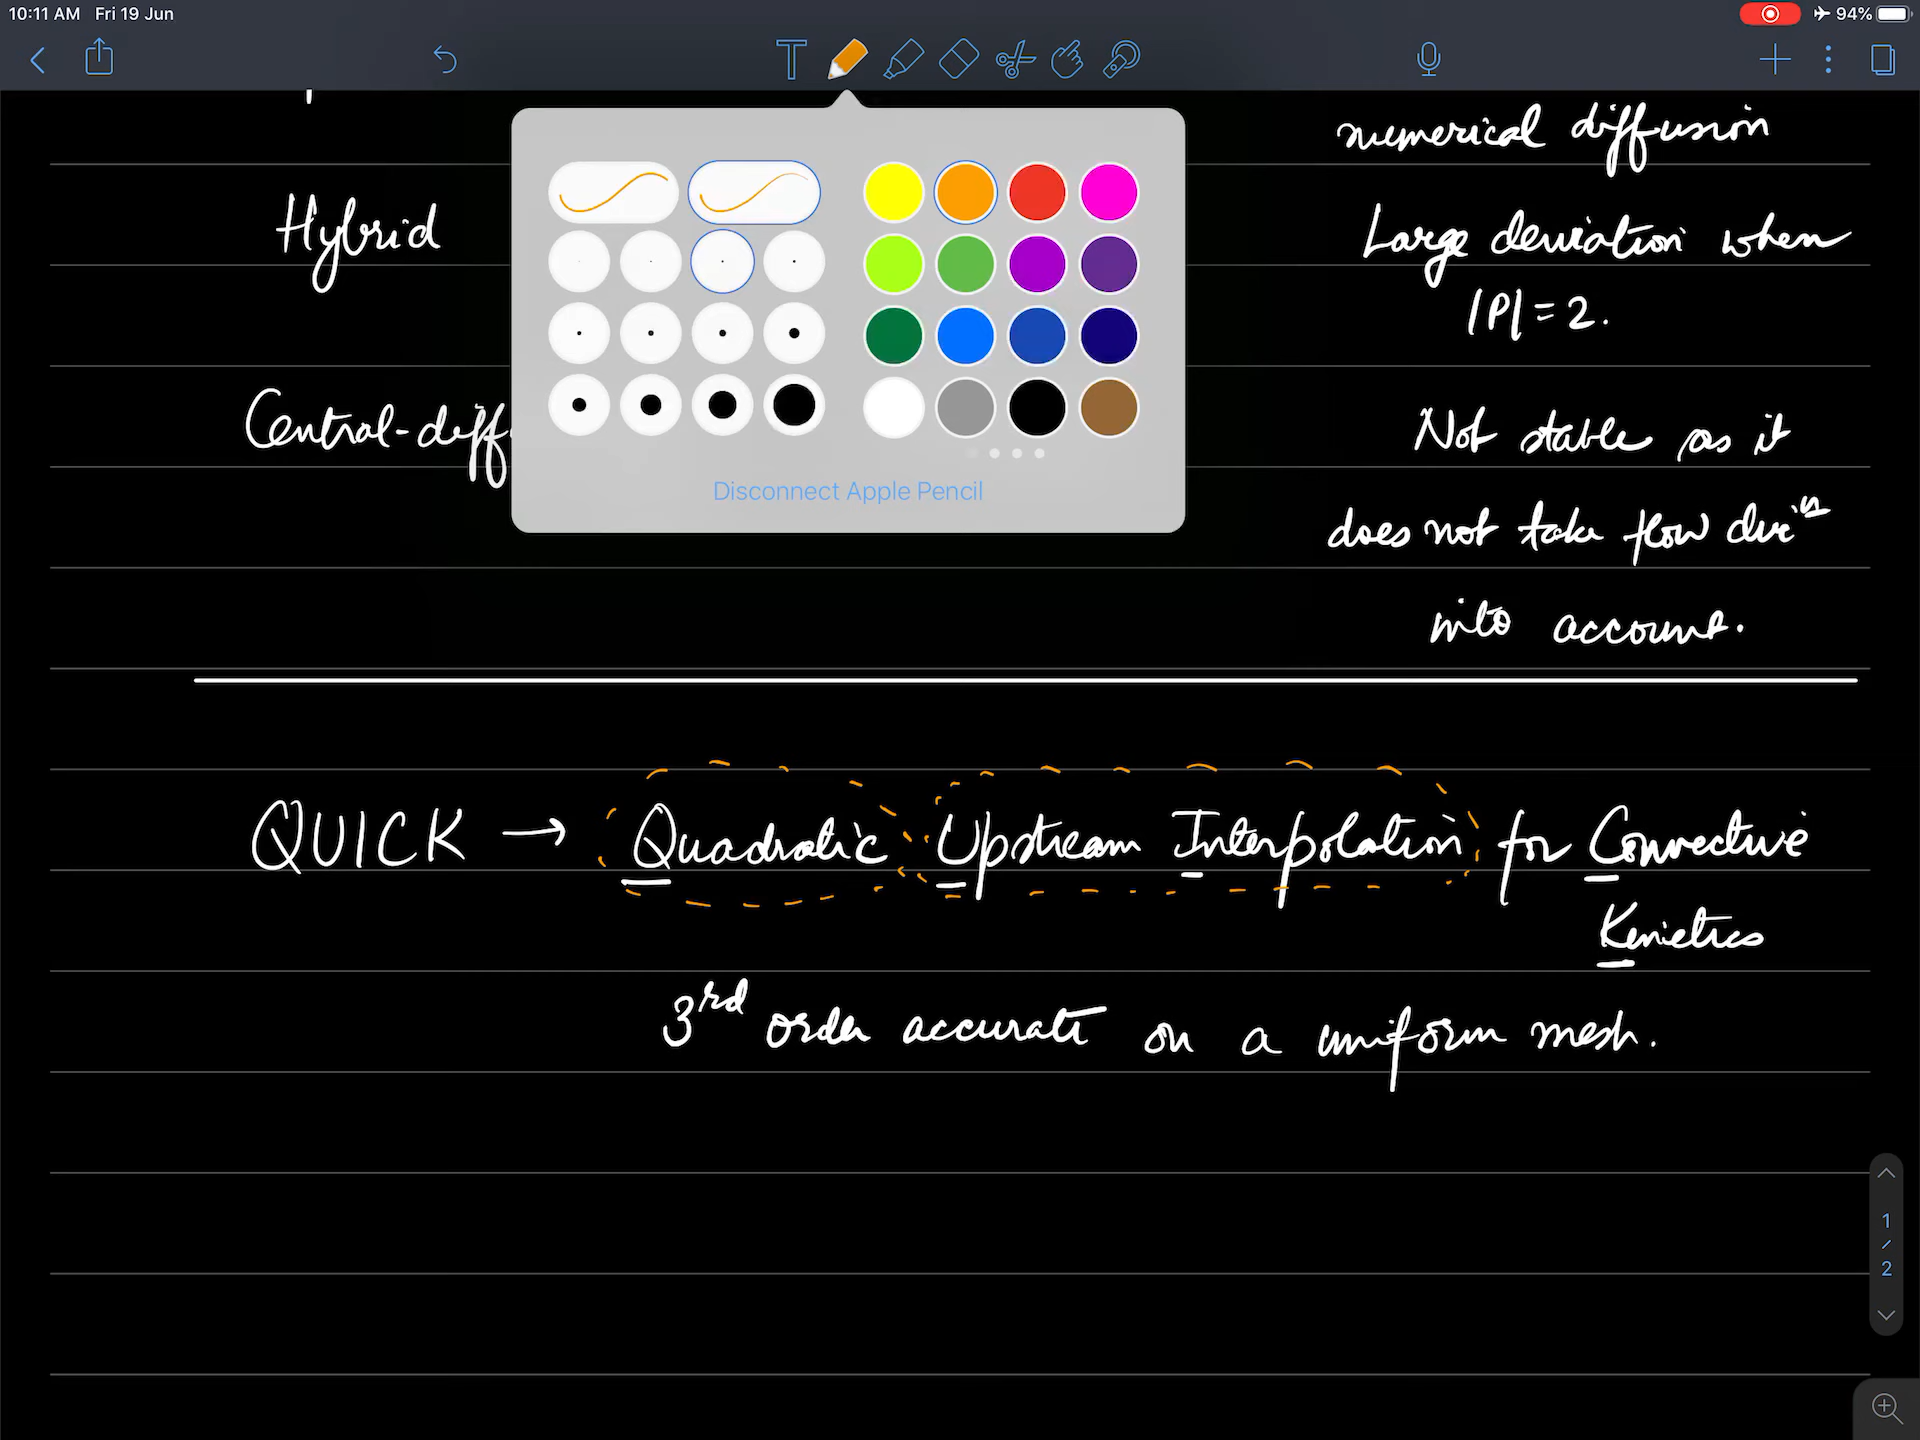 10:11 AM Fri 19 Jun
94%
numerical diffusion
Hybrid
Large deviation when
|P| = 2.
Central-diff
Disconnect Apple Pencil
Not stable as it
does not take flow direⁿ
into account.
QUICK → Quadratic Upstream Interpolation for Convective
Kenietics
3rd order accurate on a uniform mesh.
1
/
2